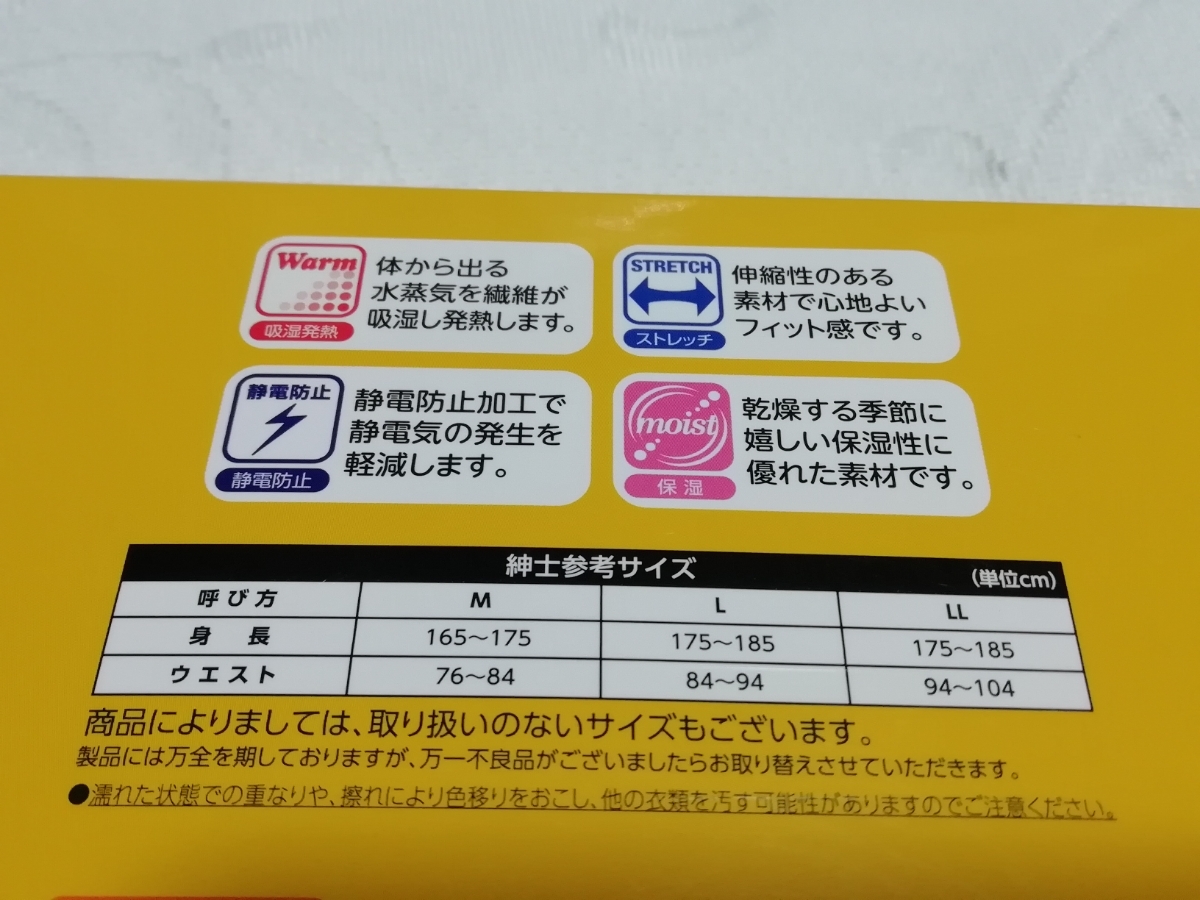 Warm
吸湿発熱
体から出る
水蒸気を繊維が
吸湿し発熱します。
STRETCH
ストレッチ
伸縮性のある
素材で心地よい
フィット感です。
静電防止
静電防止
静電防止加工で
静電気の発生を
軽減します。
moist
保湿
乾燥する季節に
嬉しい保湿性に
優れた素材です。
紳士参考サイズ (単位cm)
呼び方 M L LL
身長 165～175 175～185 175～185
ウエスト 76～84 84～94 94～104
商品によりましては、取り扱いのないサイズもございます。
製品には万全を期しておりますが、万一不良品がございましたらお取り替えさせていただきます。
●濡れた状態での重なりや、擦れにより色移りをおこし、他の衣類を汚す可能性がありますのでご注意ください。